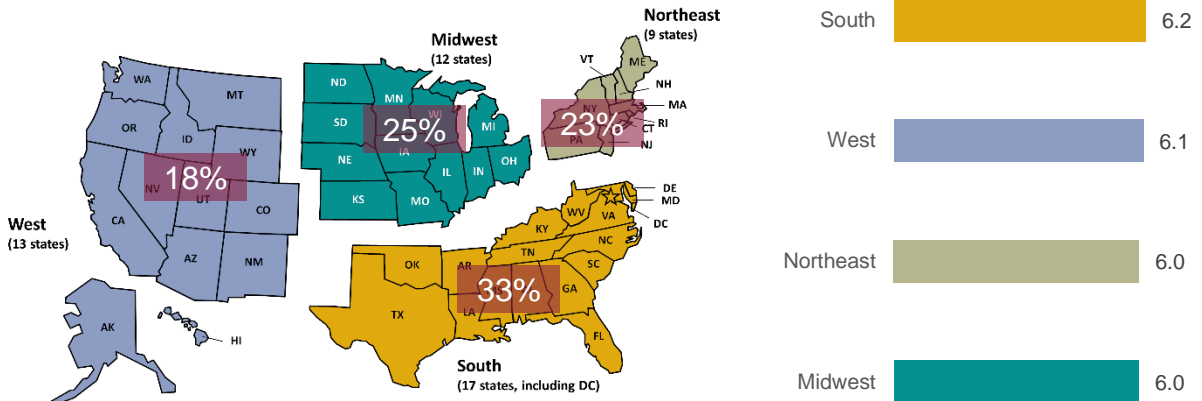 Northeast
(9 states)
Midwest
(12 states)
West
(13 states)
South
(17 states, including DC)
WA
MT
OR
ID
WY
NV
UT
CO
CA
AZ
NM
AK
HI
18%
ND
MN
WI
SD
MI
IA
NE
IL
IN
OH
KS
MO
25%
VT
ME
NH
NY
MA
RI
CT
PA
NJ
23%
DE
MD
DC
WV
VA
KY
NC
TN
SC
OK
AR
GA
TX
LA
FL
33%
South
6.2
West
6.1
Northeast
6.0
Midwest
6.0